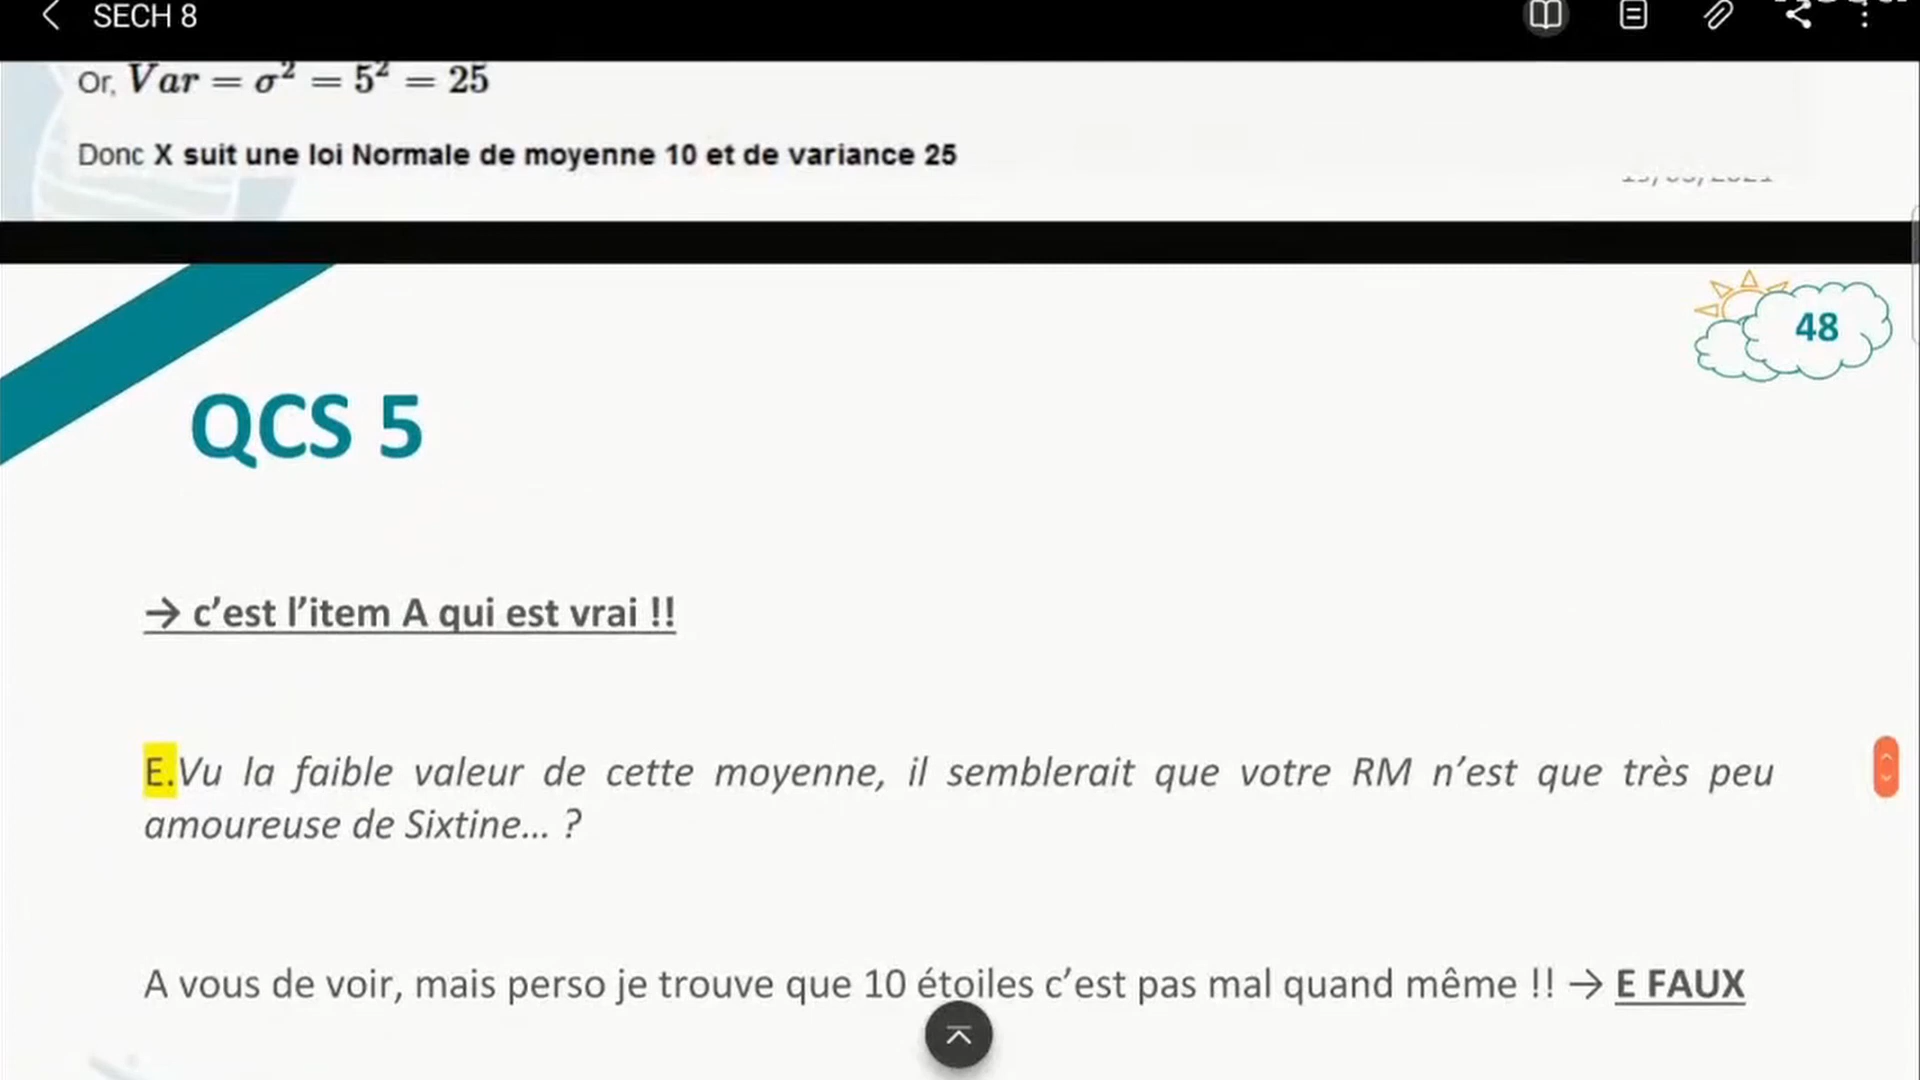 SECH 8
Or, Var = σ² = 5² = 25
Donc X suit une loi Normale de moyenne 10 et de variance 25
48
QCS 5
→ c’est l’item A qui est vrai !!
E.Vu la faible valeur de cette moyenne, il semblerait que votre RM n’est que très peu
amoureuse de Sixtine... ?
A vous de voir, mais perso je trouve que 10 étoiles c’est pas mal quand même !! → E FAUX